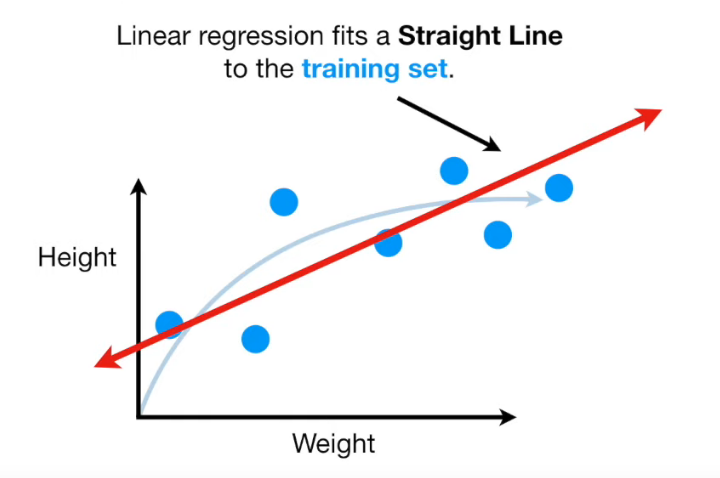 Linear regression fits a Straight Line
to the training set.
Height
Weight